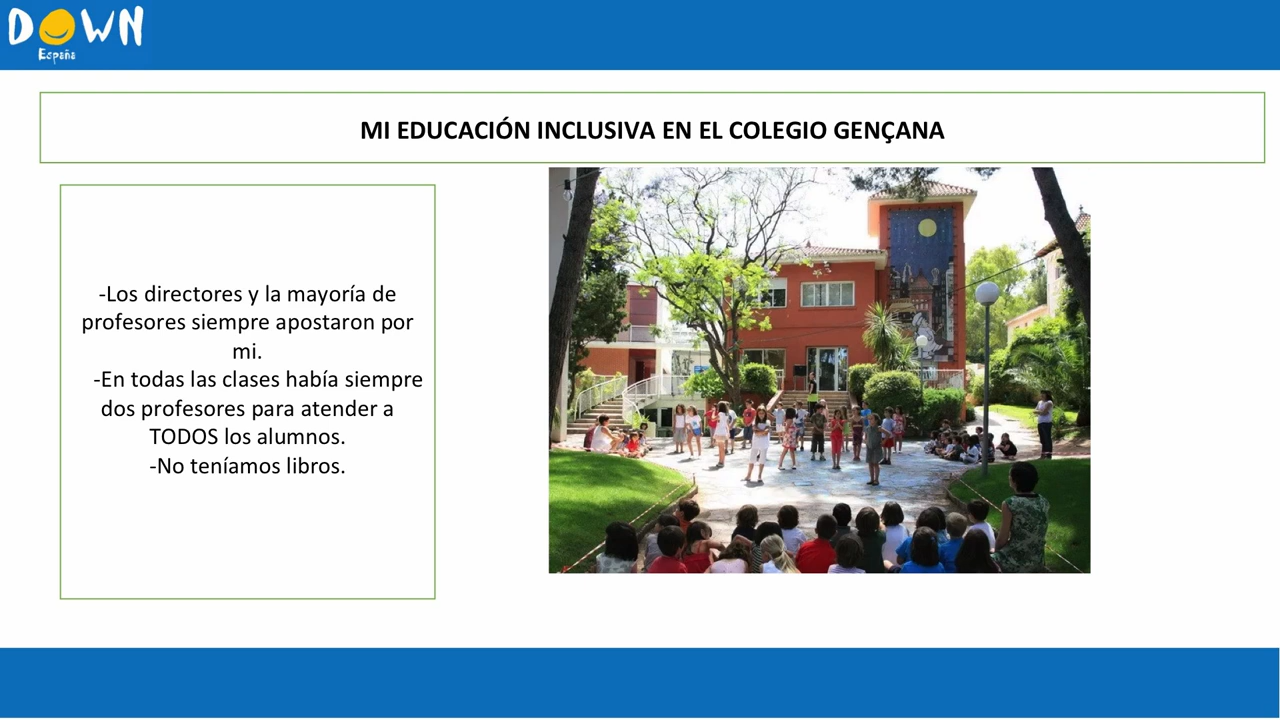 DOWN
España
MI EDUCACIÓN INCLUSIVA EN EL COLEGIO GENÇANA
-Los directores y la mayoría de
profesores siempre apostaron por
mi.
-En todas las clases había siempre
dos profesores para atender a
TODOS los alumnos.
-No teníamos libros.